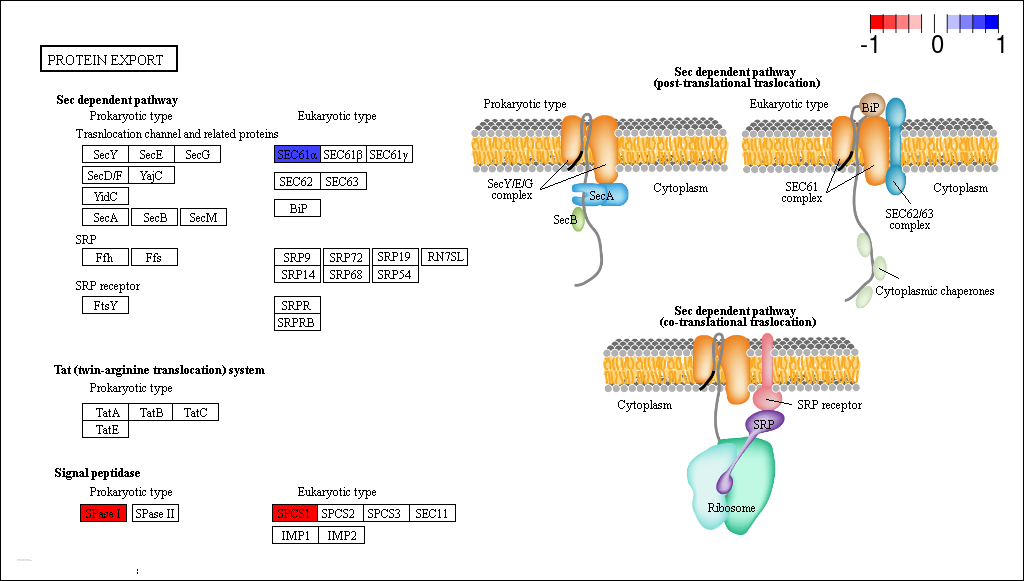 -1 0 1
PROTEIN EXPORT
Sec dependent pathway
Prokaryotic type Eukaryotic type
Trasnlocation channel and related proteins
SecY SecE SecG SEC61α SEC61β SEC61γ
SecD/F YajC SEC62 SEC63
YidC
BiP
SecA SecB SecM
SRP
Ffh Ffs SRP9 SRP72 SRP19 RN7SL
SRP14 SRP68 SRP54
SRP receptor
FtsY SRPR
SRPRB
Tat (twin-arginine translocation) system
Prokaryotic type
TatA TatB TatC
TatE
Signal peptidase
Prokaryotic type Eukaryotic type
SPase I SPase II SPCS1 SPCS2 SPCS3 SEC11
IMP1 IMP2
Sec dependent pathway
(post-translational traslocation)
Prokaryotic type
SecY/E/G
complex
SecA
SecB
Cytoplasm
Eukaryotic type
BiP
SEC61
complex
Cytoplasm
SEC62/63
complex
Cytoplasmic chaperones
Sec dependent pathway
(co-translational traslocation)
Cytoplasm
SRP receptor
SRP
Ribosome